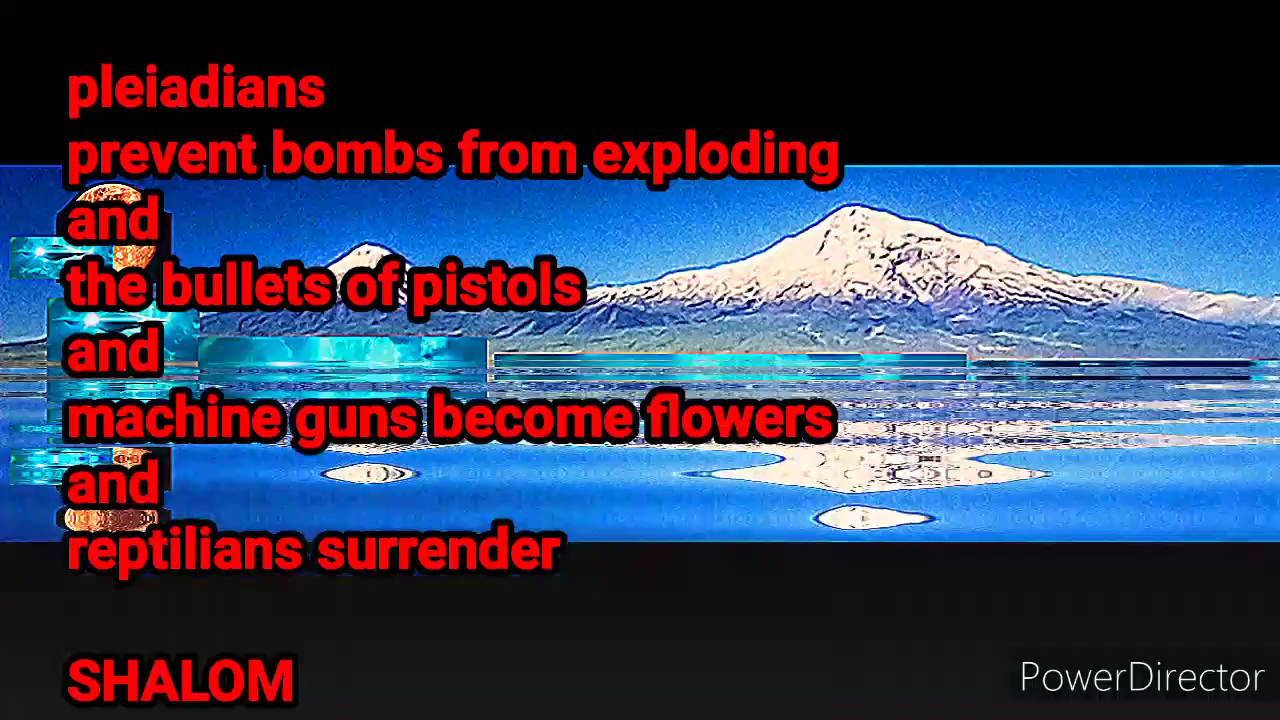 pleiadians
prevent bombs from exploding
and
the bullets of pistols
and
machine guns become flowers
and
reptilians surrender
SHALOM
PowerDirector